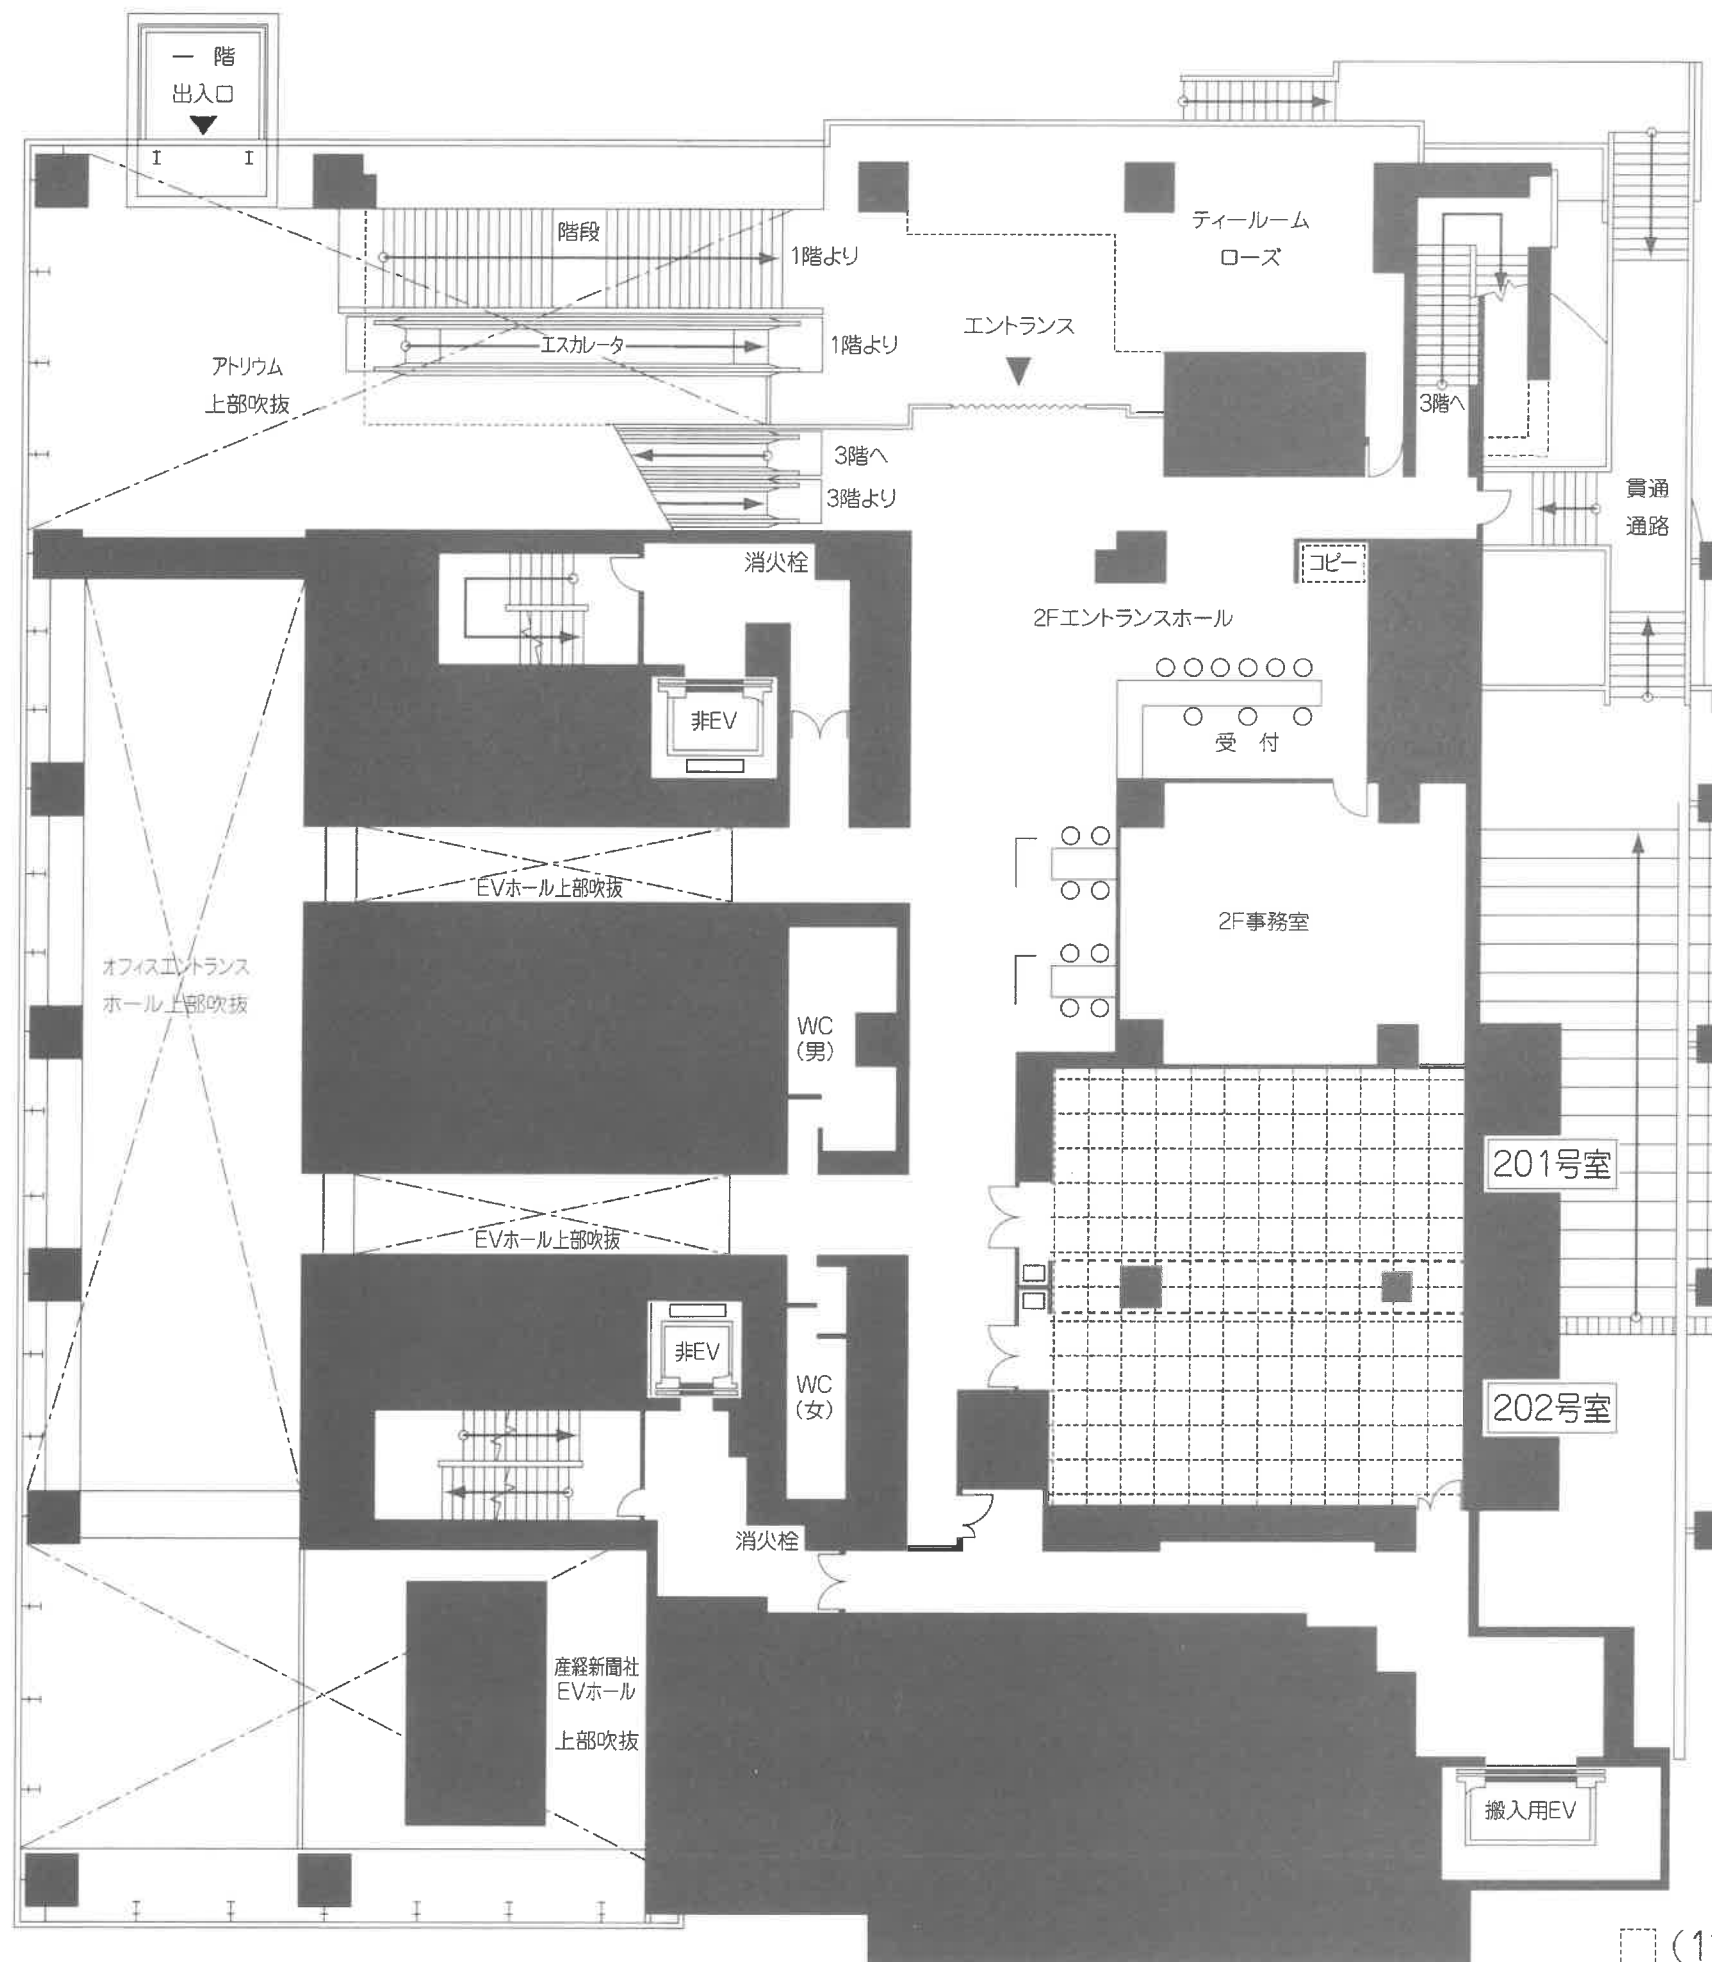 一 階
出入口
階段
1階より
ティールーム
ローズ
エントランス
エスカレータ
1階より
アトリウム
上部吹抜
3階へ
3階へ
3階より
貫通
通路
消火栓
コピー
2Fエントランスホール
非EV
受 付
EVホール上部吹抜
2F事務室
オフィスエントランス
ホール上部吹抜
WC
(男)
201号室
EVホール上部吹抜
非EV
WC
(女)
202号室
消火栓
産経新聞社
EVホール
上部吹抜
搬入用EV